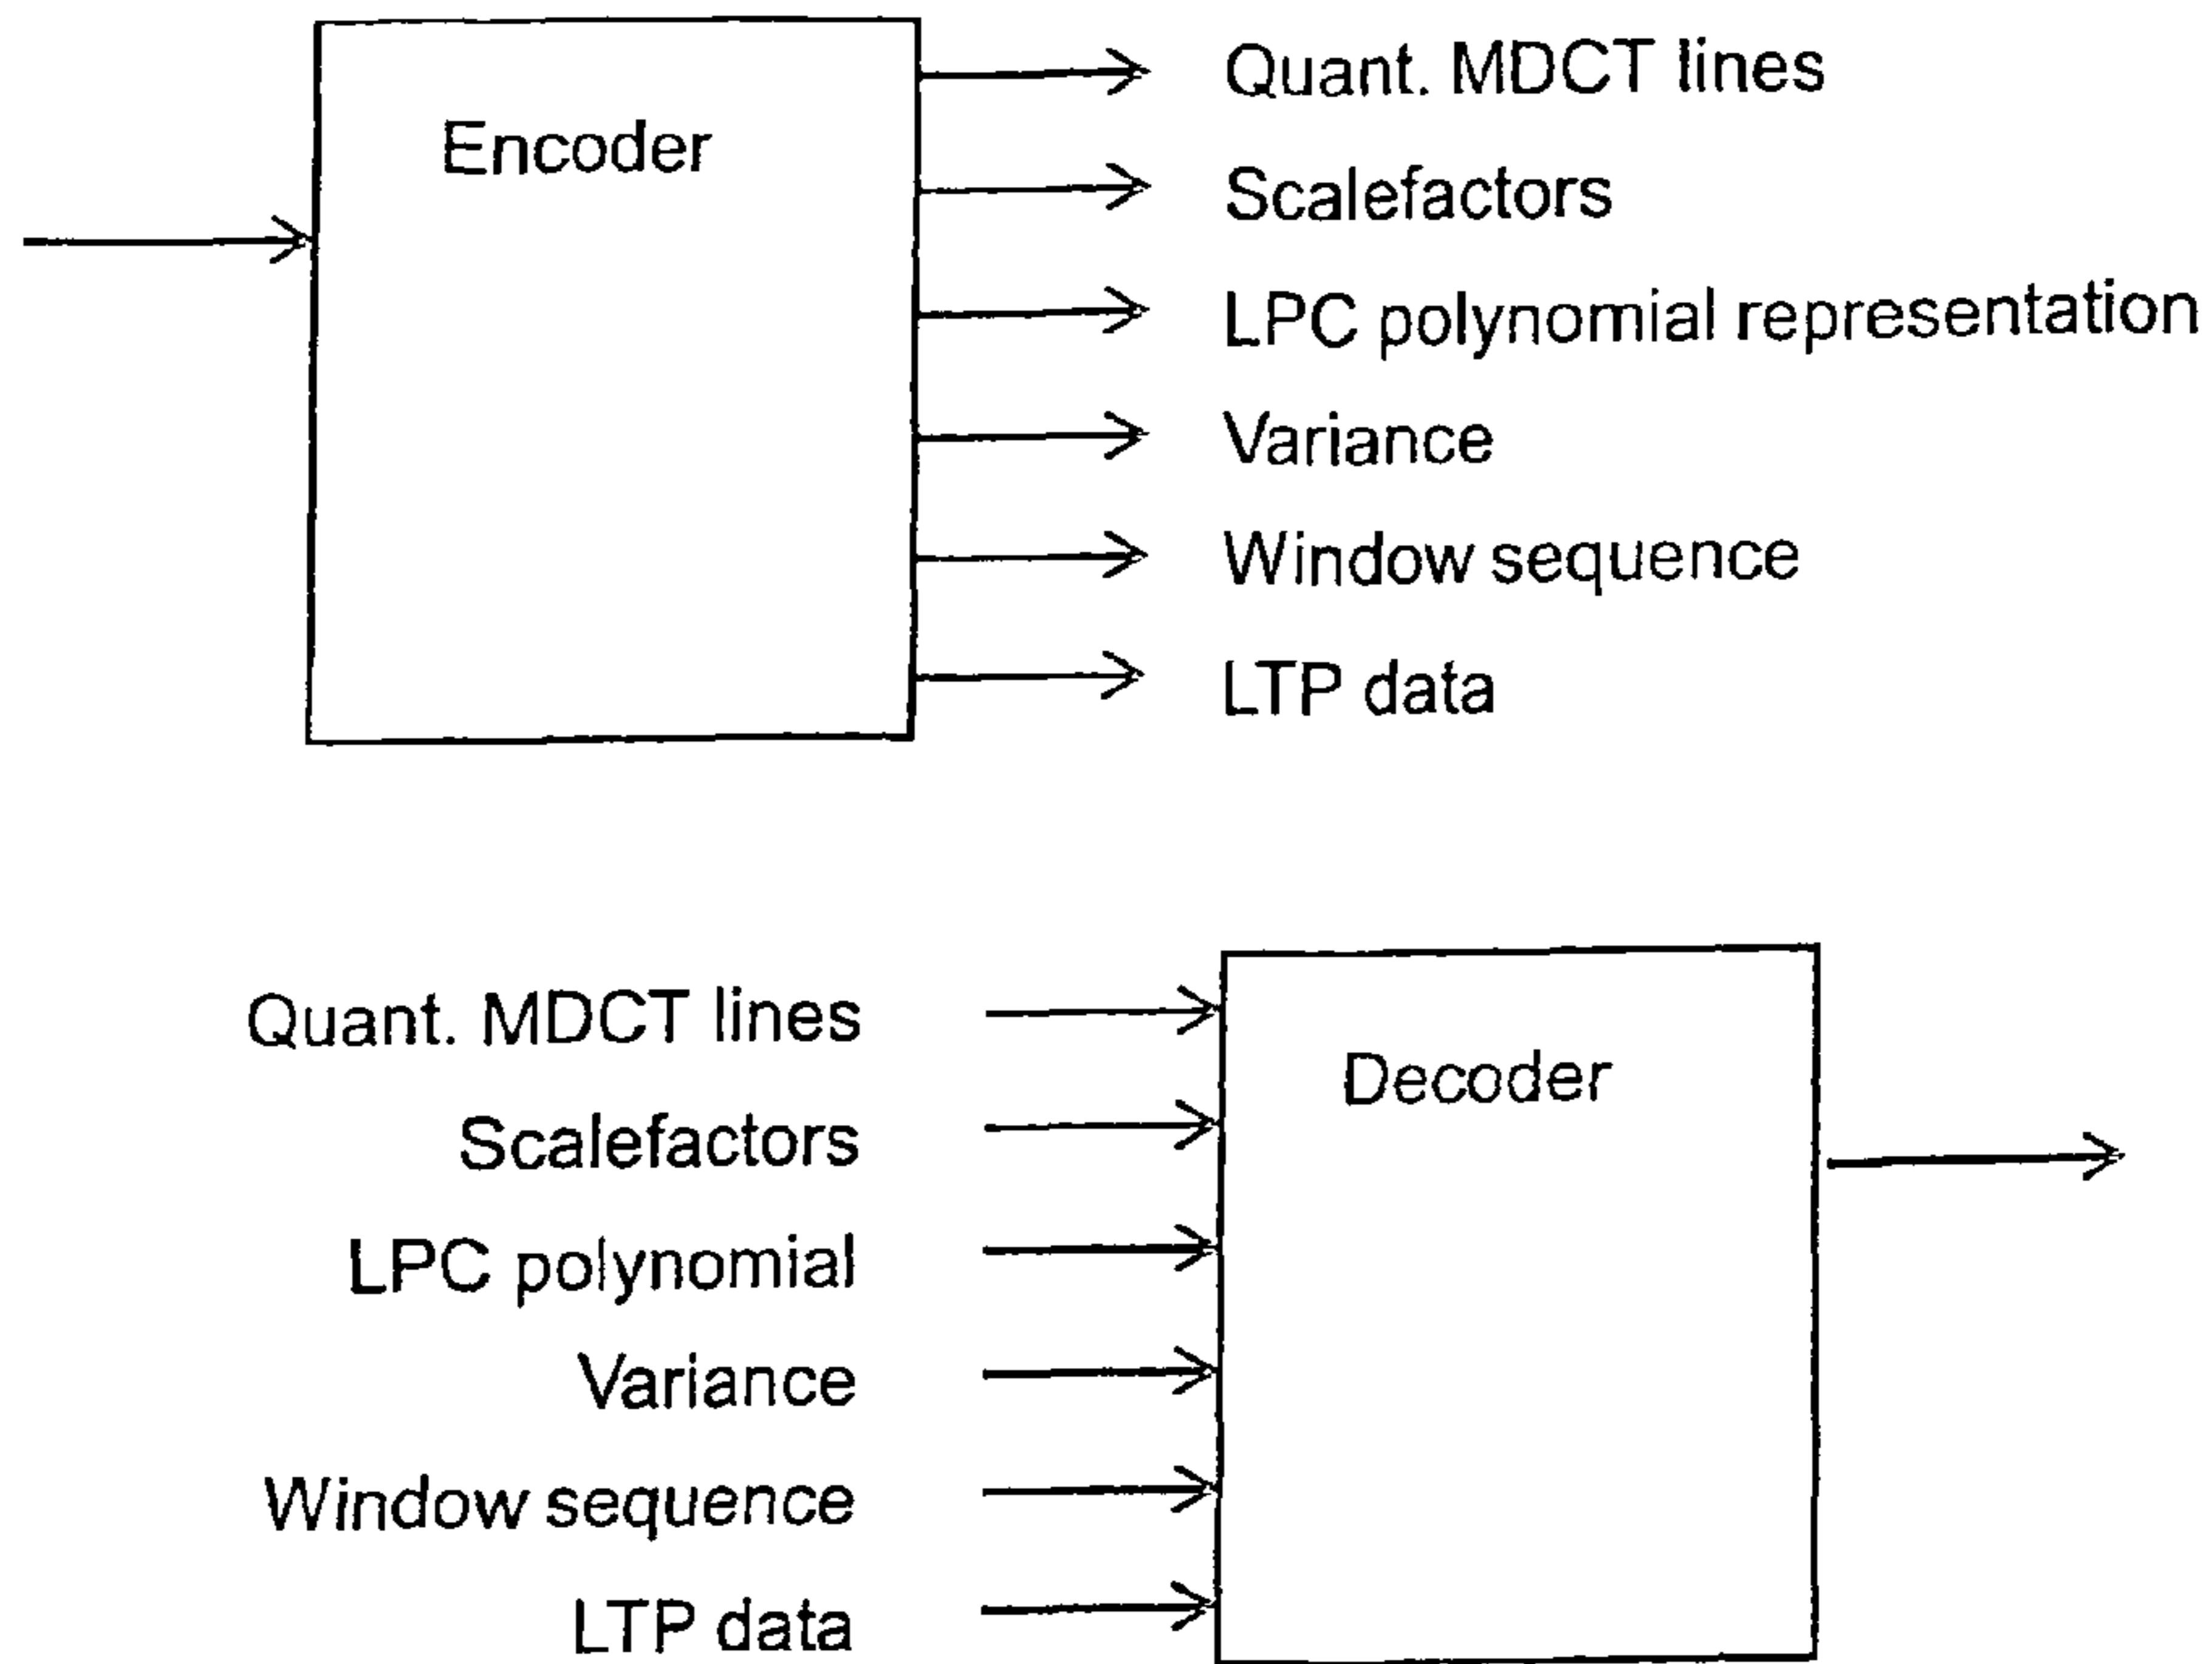 Encoder
Quant. MDCT lines
Scalefactors
LPC polynomial representation
Variance
Window sequence
LTP data
Quant. MDCT lines
Decoder
Scalefactors
LPC polynomial
Variance
Window sequence
LTP data